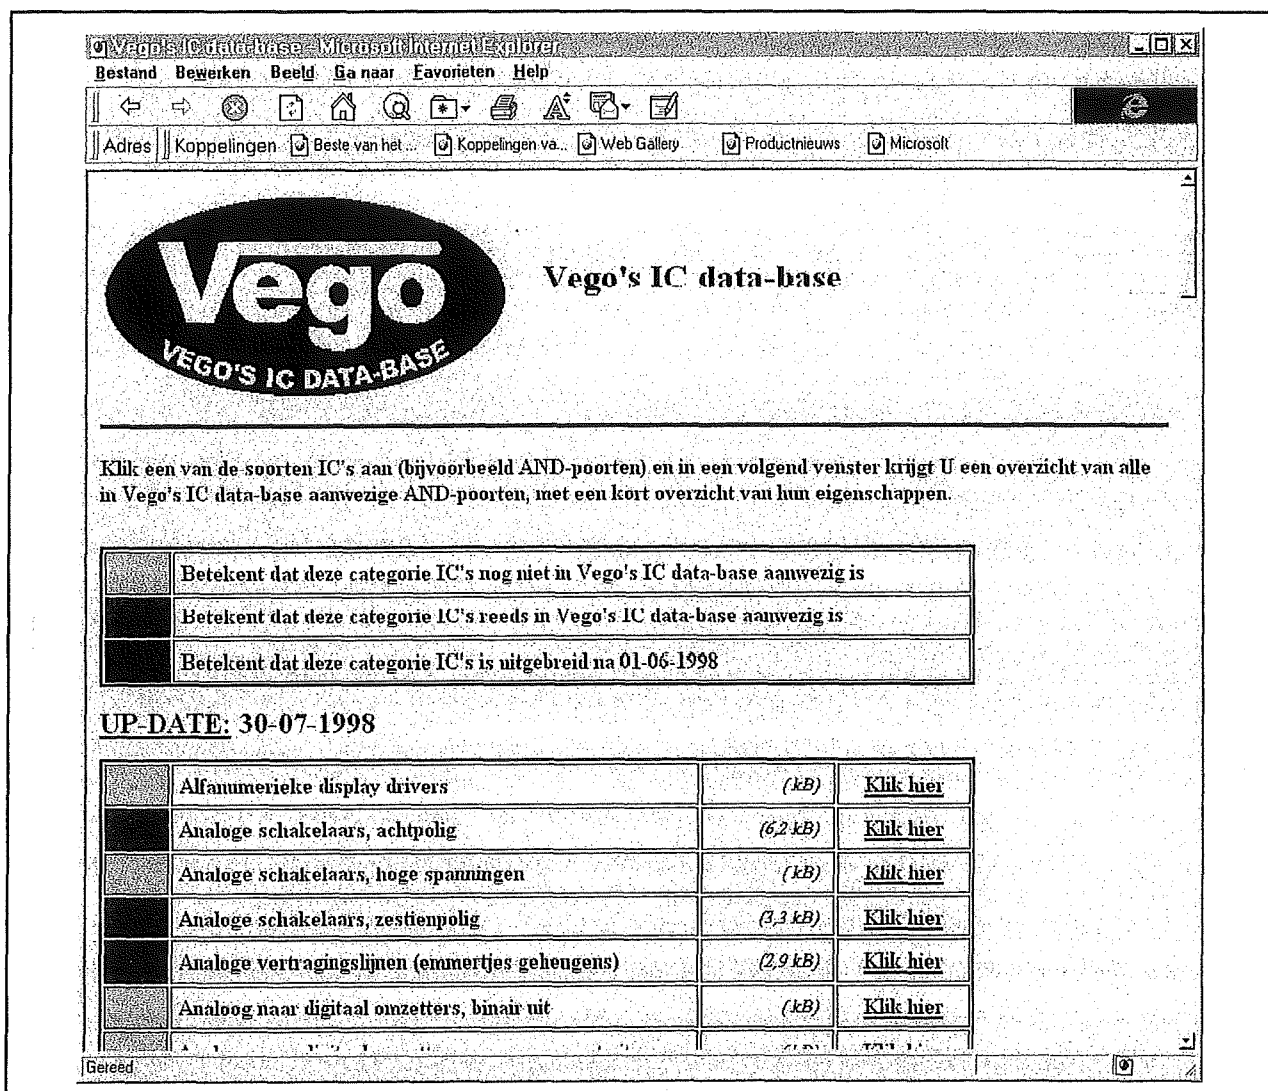 Vego's IC data-base - Microsoft Internet Explorer
Bestand Bewerken Beeld Ga naar Favorieten Help
Adres Koppelingen Beste van het ... Koppelingen va... Web Gallery Productnieuws Microsoft
Vego
VEGO'S IC DATA-BASE
Vego's IC data-base
Klik een van de soorten IC's aan (bijvoorbeeld AND-poorten) en in een volgend venster krijgt U een overzicht van alle
in Vego's IC data-base aanwezige AND-poorten, met een kort overzicht van hun eigenschappen.
Betekent dat deze categorie IC's nog niet in Vego's IC data-base aanwezig is
Betekent dat deze categorie IC's reeds in Vego's IC data-base aanwezig is
Betekent dat deze categorie IC's is uitgebreid na 01-06-1998
UP-DATE: 30-07-1998
Alfanumerieke display drivers (kB) Klik hier
Analoge schakelaars, achtpolig (6,2 kB) Klik hier
Analoge schakelaars, hoge spanningen (kB) Klik hier
Analoge schakelaars, zestienpolig (3,3 kB) Klik hier
Analoge vertragingslijnen (emmertjes geheugens) (2,9 kB) Klik hier
Analoog naar digitaal omzetters, binair uit (kB) Klik hier
Gereed